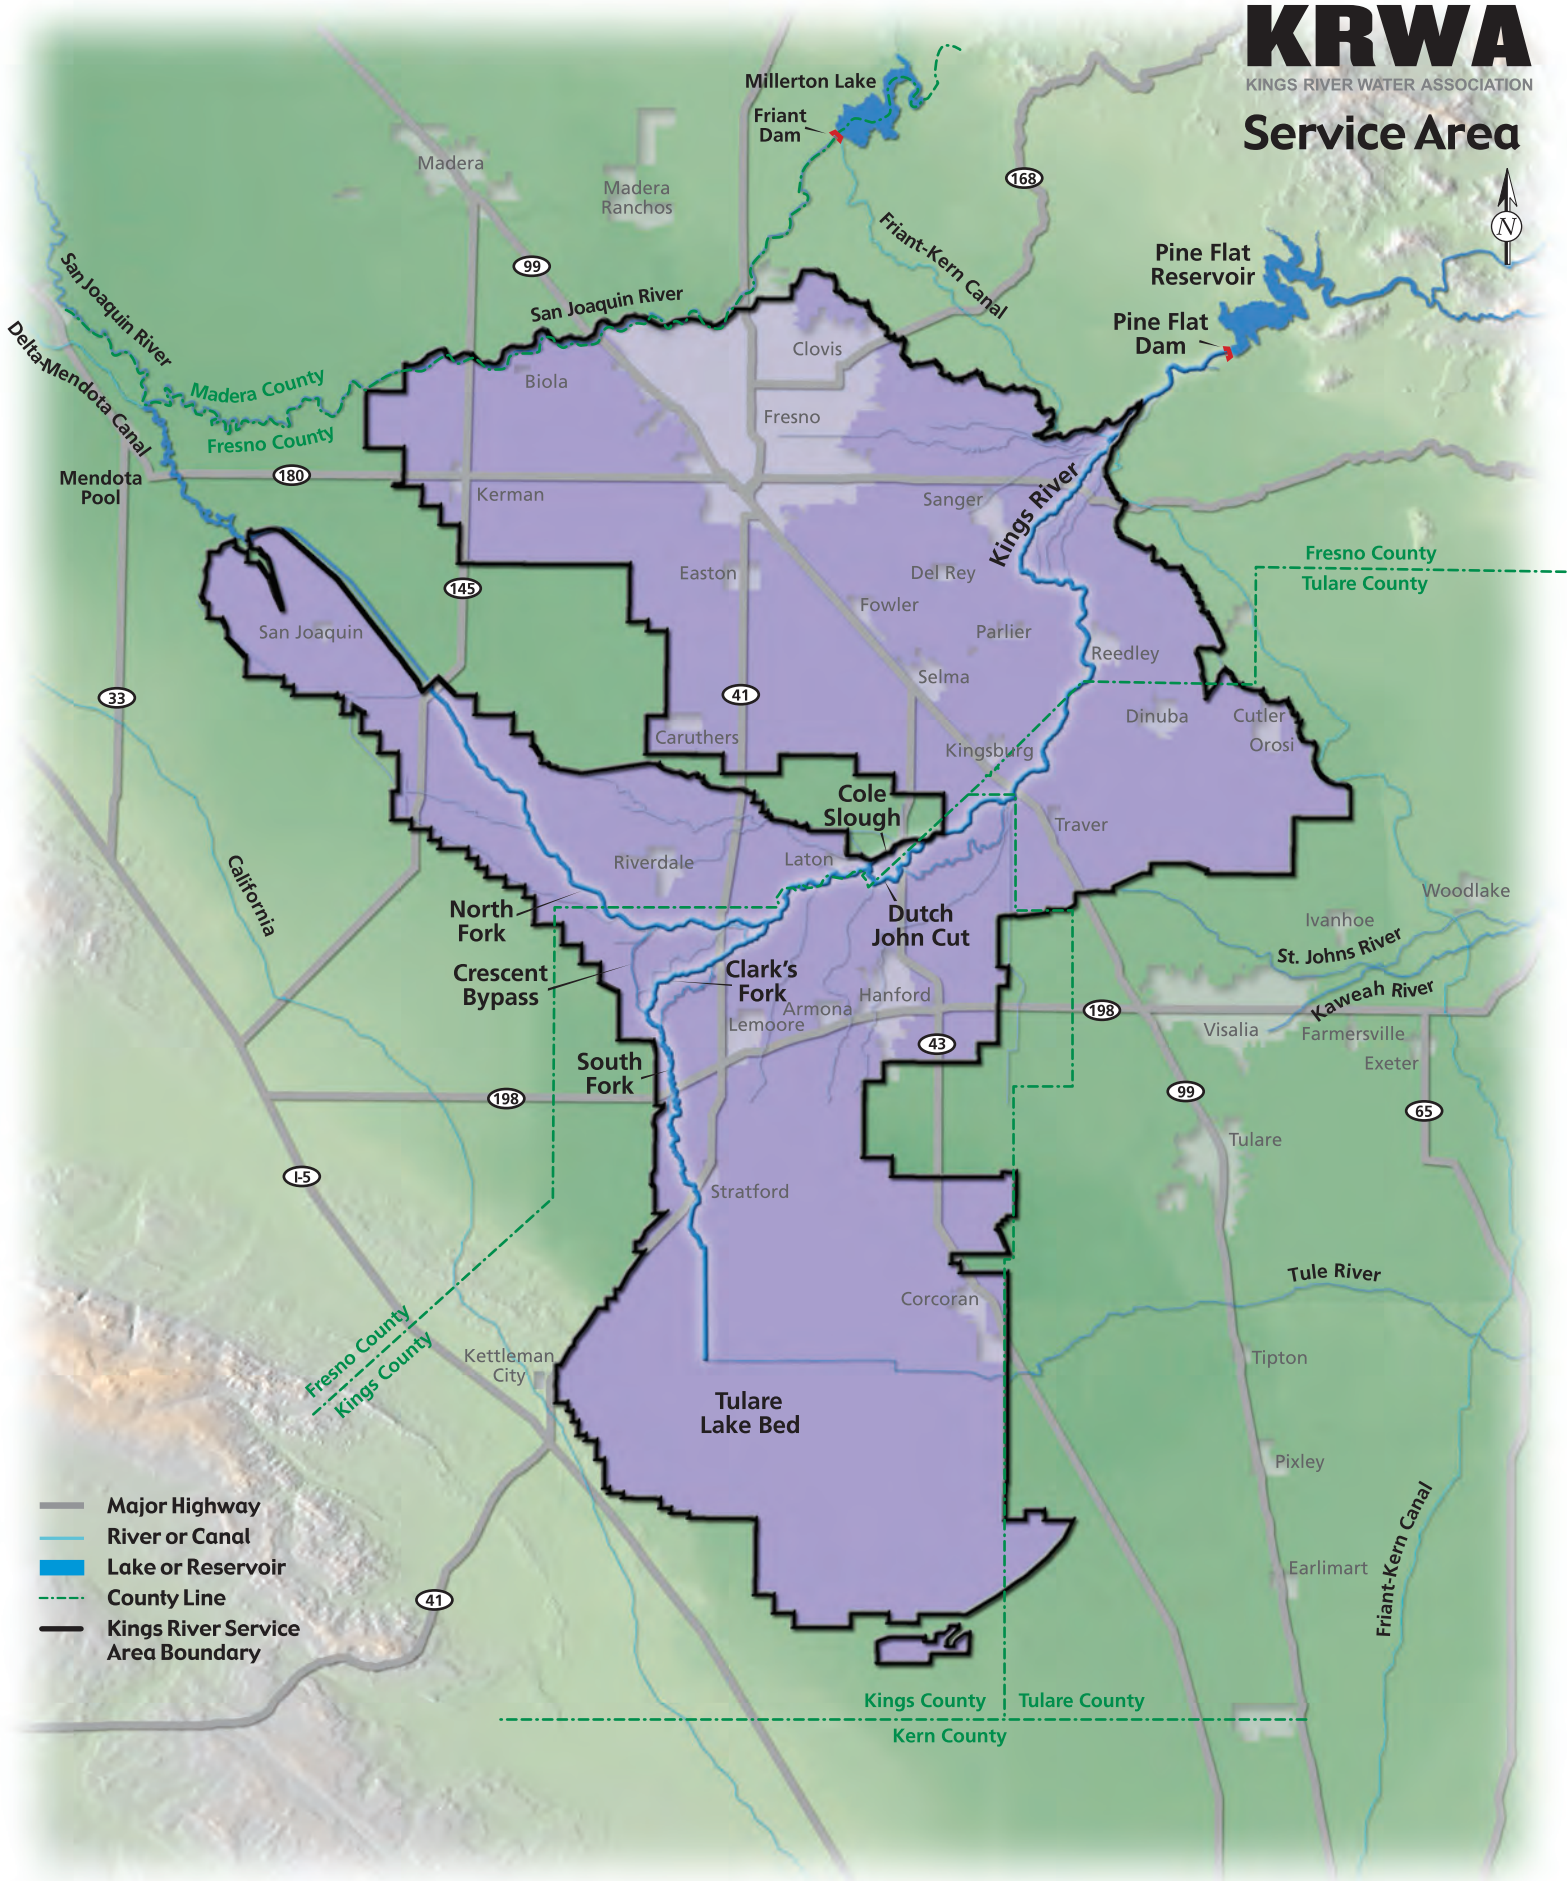 KRWA
KINGS RIVER WATER ASSOCIATION
Service Area
N
Millerton Lake
Friant
Dam
Madera
Madera
Ranchos
168
99
Friant-Kern Canal
Pine Flat
Reservoir
Pine Flat
Dam
San Joaquin River
San Joaquin River
Delta-Mendota Canal
Madera County
Fresno County
Clovis
Biola
Fresno
180
Mendota
Pool
Kerman
Sanger
Kings River
Fresno County
Tulare County
Easton
Del Rey
145
Fowler
San Joaquin
Parlier
Reedley
Selma
33
41
Dinuba
Cutler
Orosi
Caruthers
Kingsburg
Cole
Slough
Traver
Riverdale
Laton
California
North
Fork
Dutch
John Cut
Woodlake
Ivanhoe
St. Johns River
Crescent
Bypass
Clark's
Fork
Kaweah River
Hanford
Armona
Lemoore
198
Visalia
Farmersville
43
Exeter
South
Fork
198
99
65
Tulare
I-5
Stratford
Tule River
Corcoran
Fresno County
Kings County
Kettleman
City
Tipton
Tulare
Lake Bed
Pixley
Friant-Kern Canal
Earlimart
Major Highway
River or Canal
Lake or Reservoir
County Line
Kings River Service
Area Boundary
41
Kings County
Tulare County
Kern County